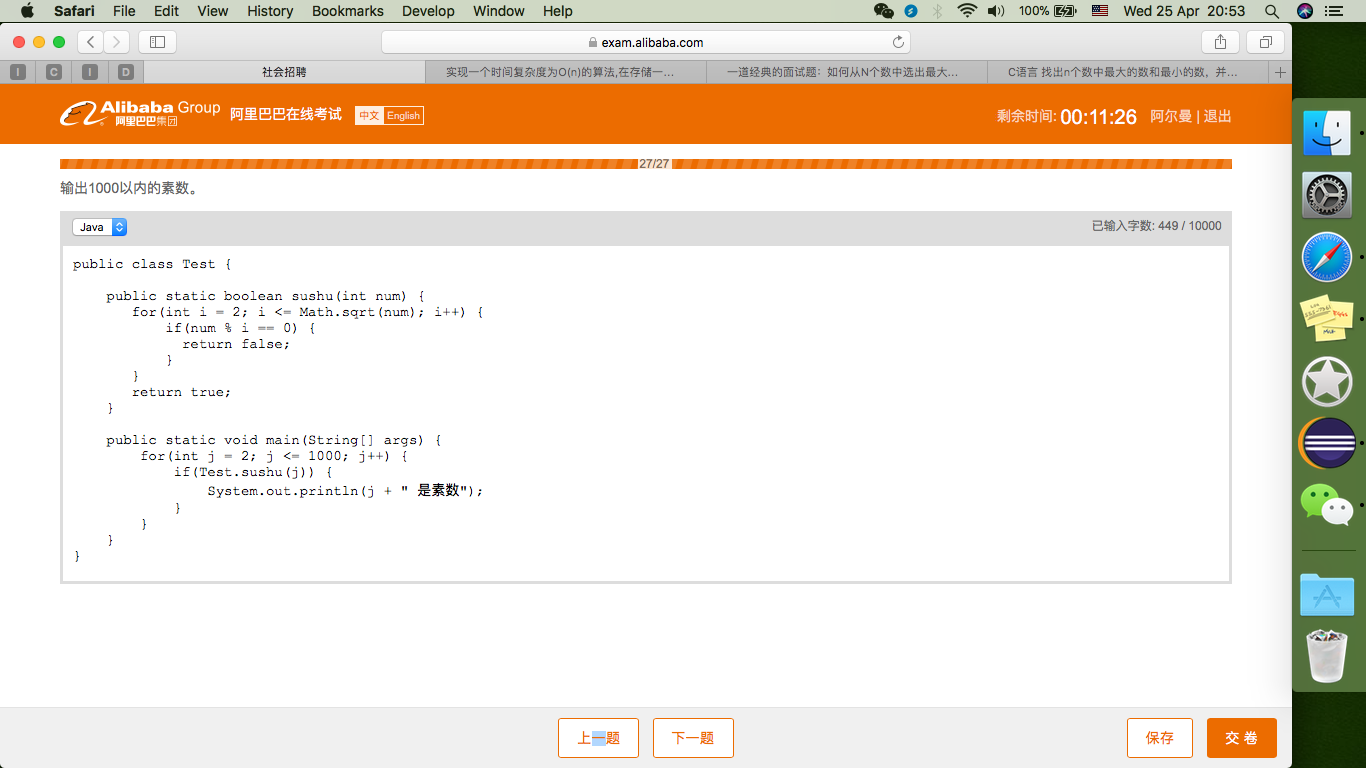 Safari File Edit View History Bookmarks Develop Window Help 100% Wed 25 Apr 20:53
exam.alibaba.com
I C I D 社会招聘 实现一个时间复杂度为O(n)的算法,在存储一... 一道经典的面试题：如何从N个数中选出最大... C语言 找出n个数中最大的数和最小的数，并...
Alibaba Group 阿里巴巴集团 阿里巴巴在线考试 中文 English 剩余时间: 00:11:26 阿尔曼 | 退出
27/27
输出1000以内的素数。
Java 已输入字数: 449 / 10000
public class Test {
public static boolean sushu(int num) {
for(int i = 2; i <= Math.sqrt(num); i++) {
if(num % i == 0) {
return false;
}
}
return true;
}
public static void main(String[] args) {
for(int j = 2; j <= 1000; j++) {
if(Test.sushu(j)) {
System.out.println(j + " 是素数");
}
}
}
}
上一题 下一题 保存 交 卷